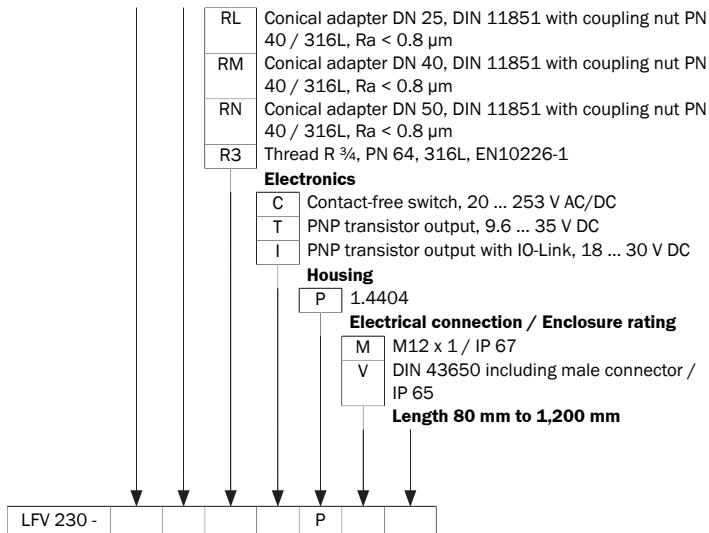 RL Conical adapter DN 25, DIN 11851 with coupling nut PN
40 / 316L, Ra < 0.8 µm
RM Conical adapter DN 40, DIN 11851 with coupling nut PN
40 / 316L, Ra < 0.8 µm
RN Conical adapter DN 50, DIN 11851 with coupling nut PN
40 / 316L, Ra < 0.8 µm
R3 Thread R ¾, PN 64, 316L, EN10226-1
Electronics
C Contact-free switch, 20 ... 253 V AC/DC
T PNP transistor output, 9.6 ... 35 V DC
I PNP transistor output with IO-Link, 18 ... 30 V DC
Housing
P 1.4404
Electrical connection / Enclosure rating
M M12 x 1 / IP 67
V DIN 43650 including male connector /
IP 65
Length 80 mm to 1,200 mm
LFV 230 - P